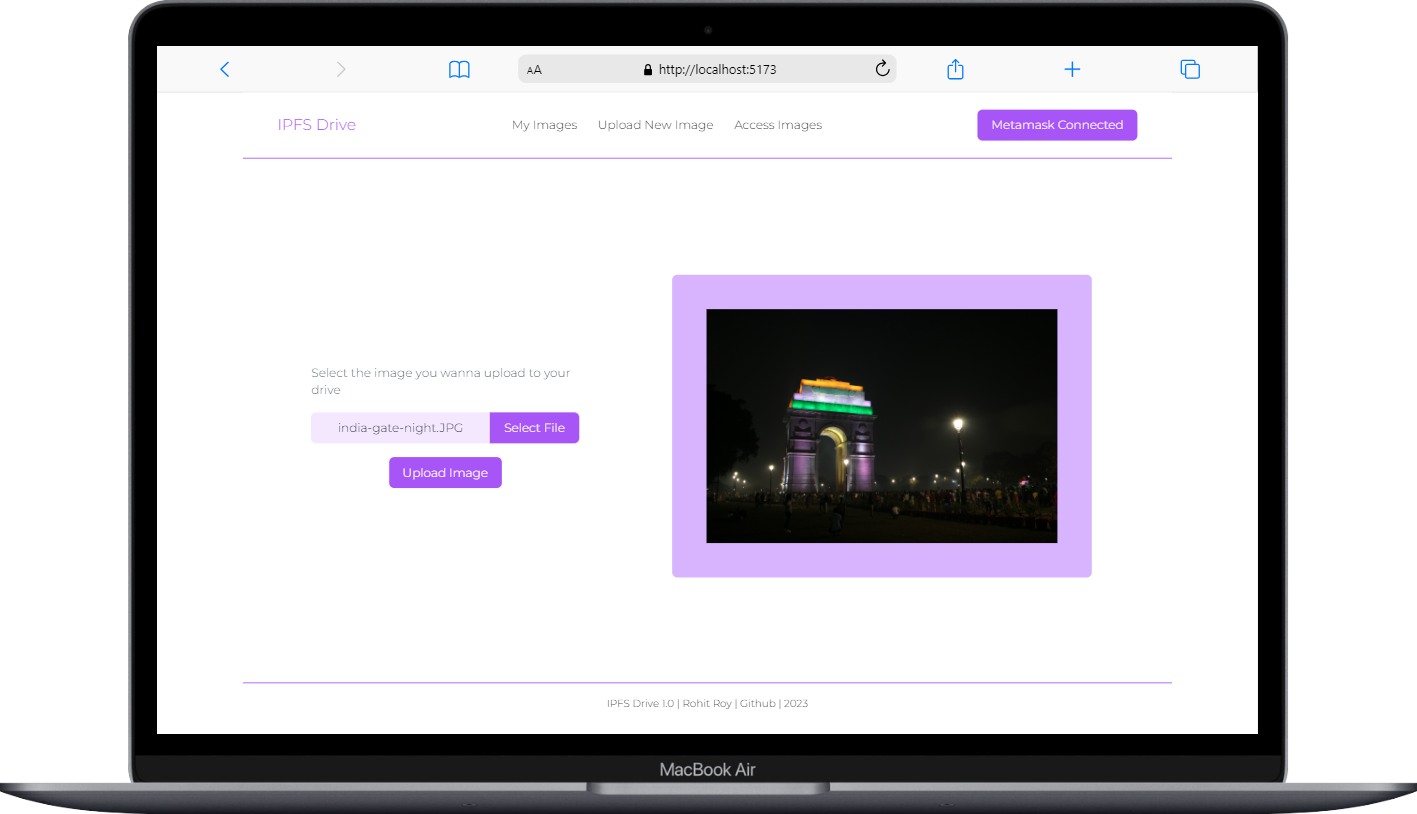 AA http://localhost:5173
IPFS Drive My Images Upload New Image Access Images Metamask Connected
Select the image you wanna upload to your
drive
india-gate-night.JPG Select File
Upload Image
IPFS Drive 1.0 | Rohit Roy | Github | 2023
MacBook Air